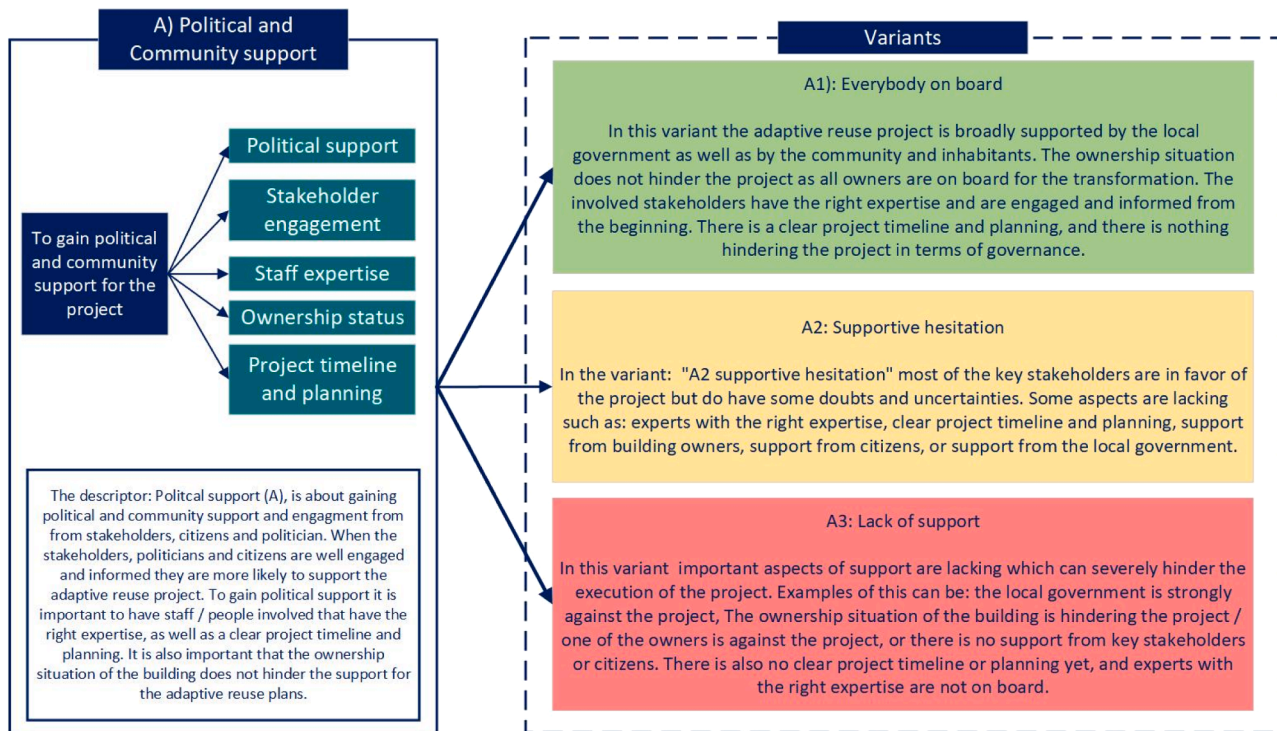 A) Political and
Community support
To gain political
and community
support for the
project
Political support
Stakeholder
engagement
Staff expertise
Ownership status
Project timeline
and planning
The descriptor: Politcal support (A), is about gaining
political and community support and engagment from
from stakeholders, citizens and politician. When the
stakeholders, politicians and citizens are well engaged
and informed they are more likely to support the
adaptive reuse project. To gain political support it is
important to have staff / people involved that have the
right expertise, as well as a clear project timeline and
planning. It is also important that the ownership
situation of the building does not hinder the support for
the adaptive reuse plans.
Variants
A1): Everybody on board
In this variant the adaptive reuse project is broadly supported by the local
government as well as by the community and inhabitants. The ownership situation
does not hinder the project as all owners are on board for the transformation. The
involved stakeholders have the right expertise and are engaged and informed from
the beginning. There is a clear project timeline and planning, and there is nothing
hindering the project in terms of governance.
A2: Supportive hesitation
In the variant: "A2 supportive hesitation" most of the key stakeholders are in favor of
the project but do have some doubts and uncertainties. Some aspects are lacking
such as: experts with the right expertise, clear project timeline and planning, support
from building owners, support from citizens, or support from the local government.
A3: Lack of support
In this variant important aspects of support are lacking which can severely hinder the
execution of the project. Examples of this can be: the local government is strongly
against the project, The ownership situation of the building is hindering the project /
one of the owners is against the project, or there is no support from key stakeholders
or citizens. There is also no clear project timeline or planning yet, and experts with
the right expertise are not on board.